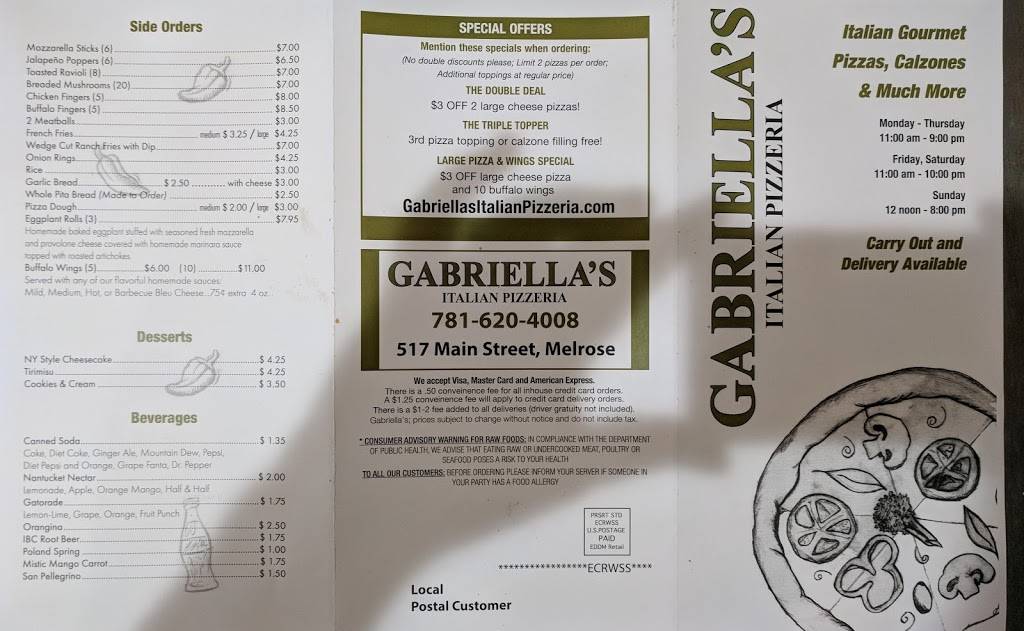 Side Orders
Mozzarella Sticks (6) $7.00
Jalapeño Poppers (6) $6.50
Toasted Ravioli (8) $7.00
Breaded Mushrooms (20) $7.00
Chicken Fingers (5) $8.00
Buffalo Fingers (5) $8.50
2 Meatballs $3.00
French Fries medium $3.25 / large $4.25
Wedge Cut Ranch Fries with Dip $7.00
Onion Rings $4.25
Rice $3.00
Garlic Bread $2.50 with cheese $3.00
Whole Pita Bread (Made to Order) $2.50
Pizza Dough medium $2.00 / large $3.00
Eggplant Rolls (3) $7.95
Homemade baked eggplant stuffed with seasoned fresh mozzarella
and provolone cheese covered with homemade marinara sauce
topped with roasted artichokes
Buffalo Wings (5) $6.00 (10) $11.00
Served with any of our flavorful homemade sauces:
Mild, Medium, Hot, or Barbecue Bleu Cheese...75¢ extra 4 oz.
Desserts
NY Style Cheesecake $4.25
Tirimisu $4.25
Cookies & Cream $3.50
Beverages
Canned Soda $1.35
Coke, Diet Coke, Ginger Ale, Mountain Dew, Pepsi,
Diet Pepsi and Orange, Grape Fanta, Dr. Pepper
Nantucket Nectar $2.00
Lemonade, Apple, Orange Mango, Half & Half
Gatorade $1.75
Lemon-Lime, Grape, Orange, Fruit Punch
Orangina $2.50
IBC Root Beer $1.75
Poland Spring $1.00
Mistic Mango Carrot $1.75
San Pellegrino $1.50
SPECIAL OFFERS
Mention these specials when ordering:
(No double discounts please; Limit 2 pizzas per order;
Additional toppings at regular price)
THE DOUBLE DEAL
$3 OFF 2 large cheese pizzas!
THE TRIPLE TOPPER
3rd pizza topping or calzone filling free!
LARGE PIZZA & WINGS SPECIAL
$3 OFF large cheese pizza
and 10 buffalo wings
GabriellasItalianPizzeria.com
GABRIELLA'S
ITALIAN PIZZERIA
781-620-4008
517 Main Street, Melrose
We accept Visa, Master Card and American Express.
There is a .50 conveinence fee for all inhouse credit card orders.
A $1.25 conveinence fee will apply to credit card delivery orders.
There is a $1-2 fee added to all deliveries (driver gratuity not included).
Gabriella's; prices subject to change without notice and do not include tax.
* CONSUMER ADVISORY WARNING FOR RAW FOODS: IN COMPLIANCE WITH THE DEPARTMENT
OF PUBLIC HEALTH, WE ADVISE THAT EATING RAW OR UNDERCOOKED MEAT, POULTRY OR
SEAFOOD POSES A RISK TO YOUR HEALTH
TO ALL OUR CUSTOMERS: BEFORE ORDERING PLEASE INFORM YOUR SERVER IF SOMEONE IN
YOUR PARTY HAS A FOOD ALLERGY
PRSRT STD
ECRWSS
U.S.POSTAGE
PAID
EDDM Retail
*****************ECRWSS****
Local
Postal Customer
GABRIELLA'S
ITALIAN PIZZERIA
Italian Gourmet
Pizzas, Calzones
& Much More
Monday - Thursday
11:00 am - 9:00 pm
Friday, Saturday
11:00 am - 10:00 pm
Sunday
12 noon - 8:00 pm
Carry Out and
Delivery Available